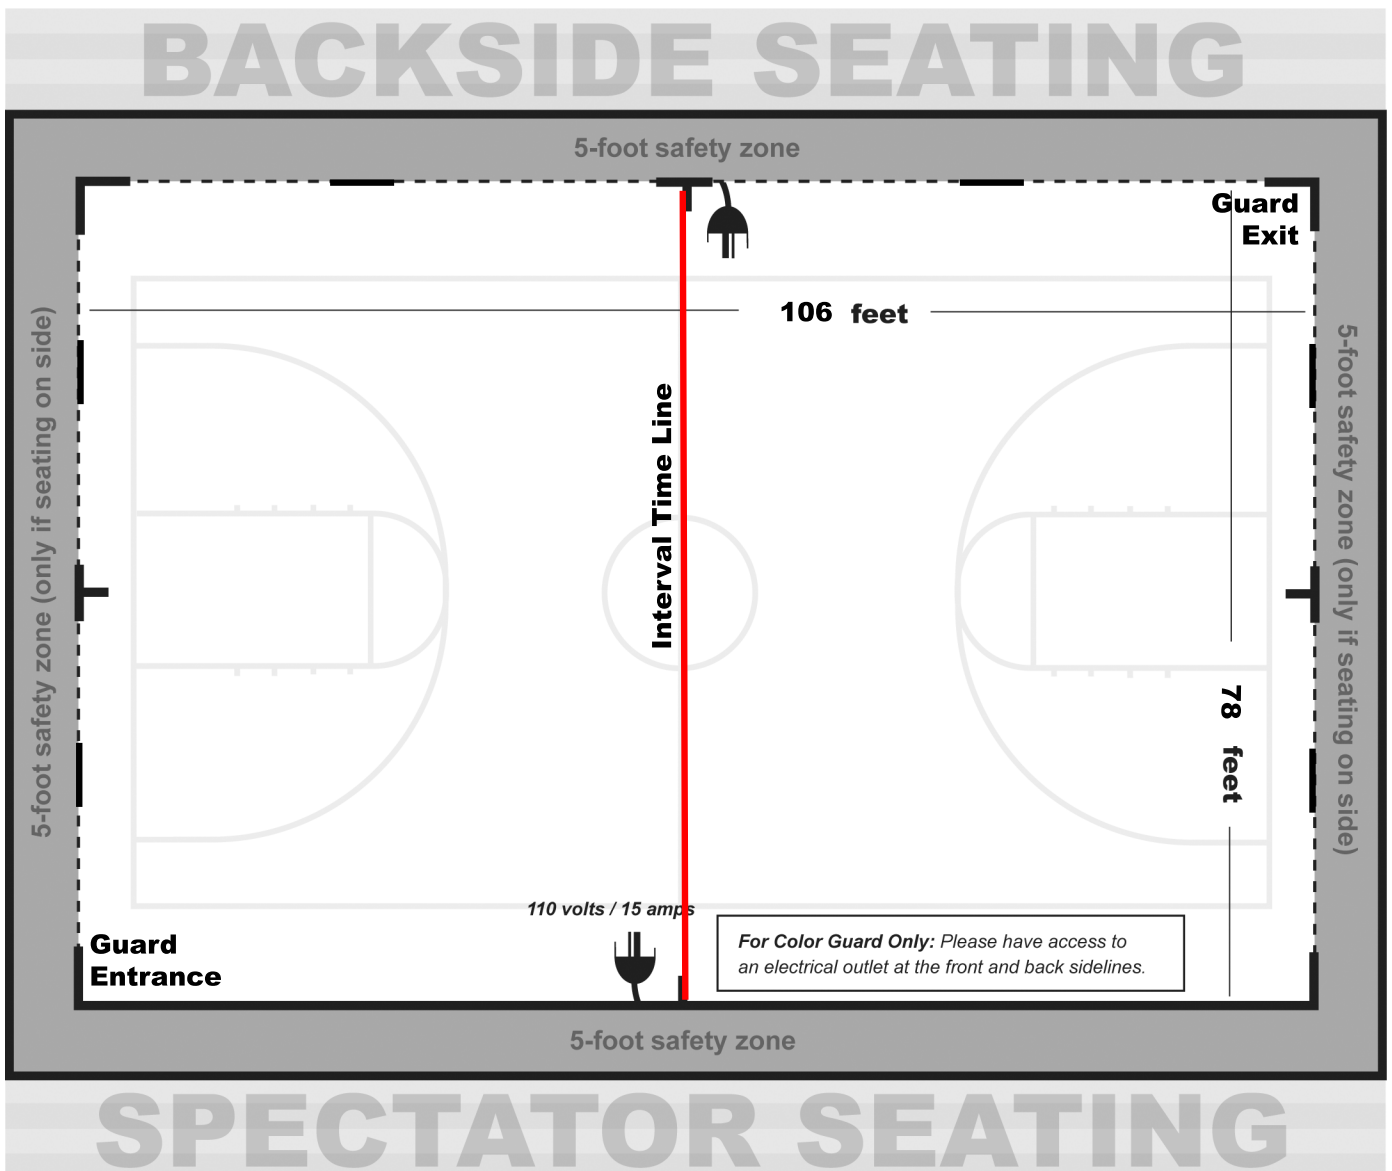 BACKSIDE SEATING
5-foot safety zone
Guard
Exit
106 feet
5-foot safety zone (only if seating on side)
Interval Time Line
5-foot safety zone (only if seating on side)
78 feet
110 volts / 15 amps
For Color Guard Only: Please have access to
an electrical outlet at the front and back sidelines.
Guard
Entrance
5-foot safety zone
SPECTATOR SEATING